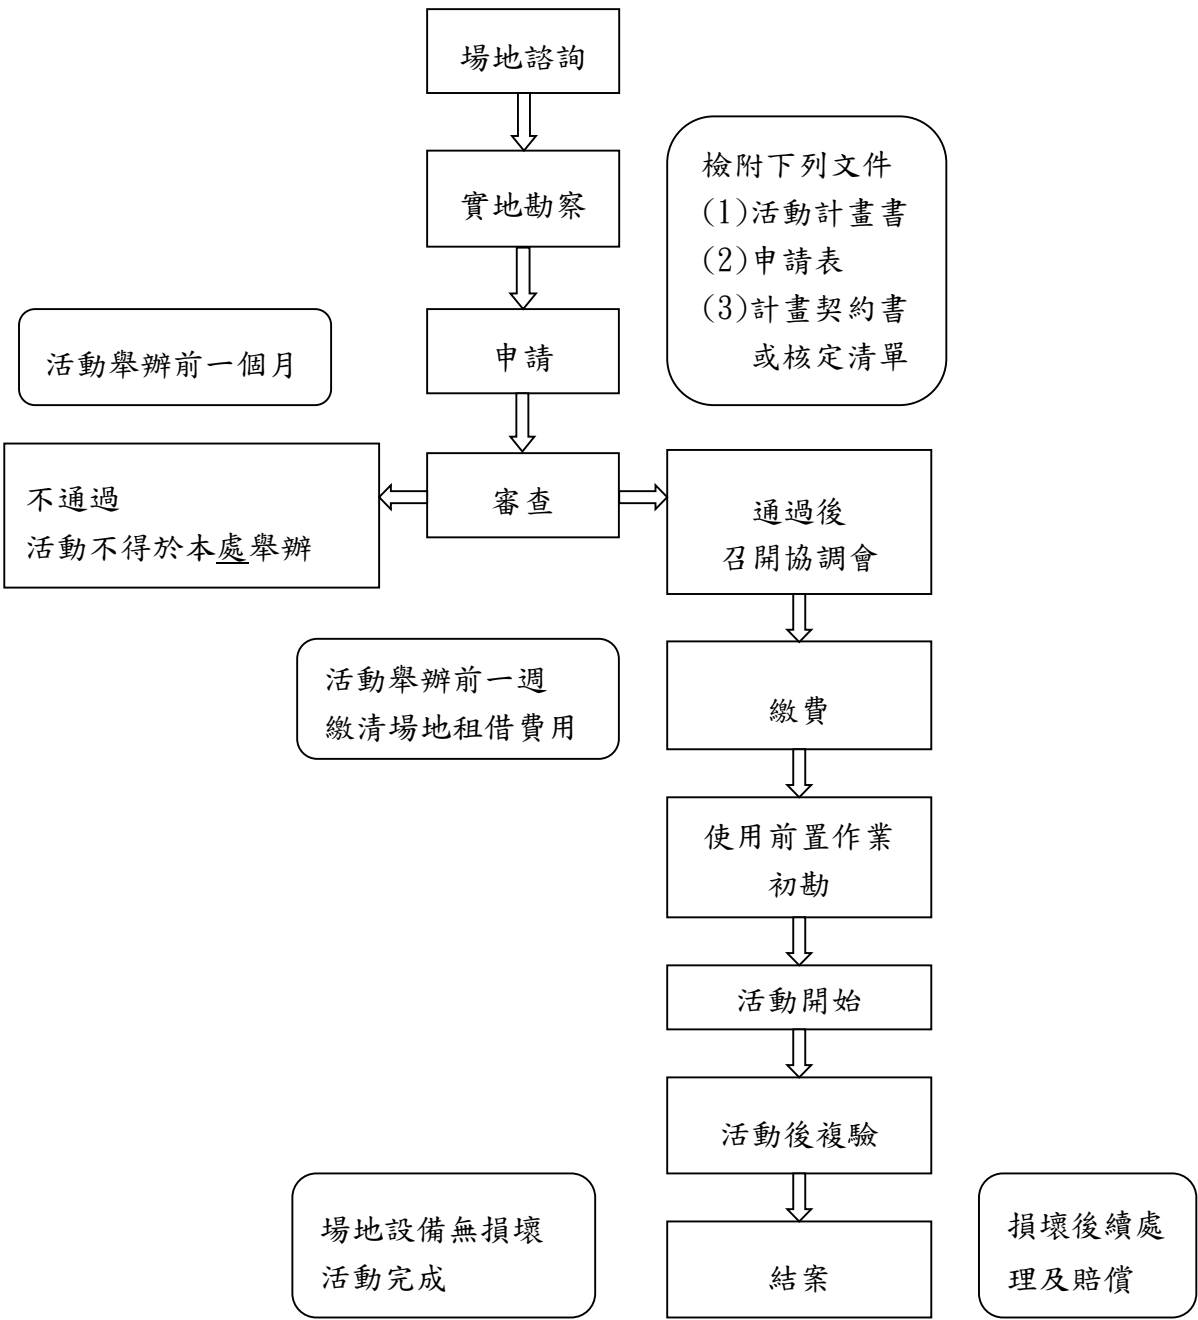 場地諮詢
實地勘察
檢附下列文件
(1)活動計畫書
(2)申請表
(3)計畫契約書
或核定清單
活動舉辦前一個月
申請
不通過
活動不得於本處舉辦
審查
通過後
召開協調會
活動舉辦前一週
繳清場地租借費用
繳費
使用前置作業
初勘
活動開始
活動後複驗
場地設備無損壞
活動完成
結案
損壞後續處
理及賠償